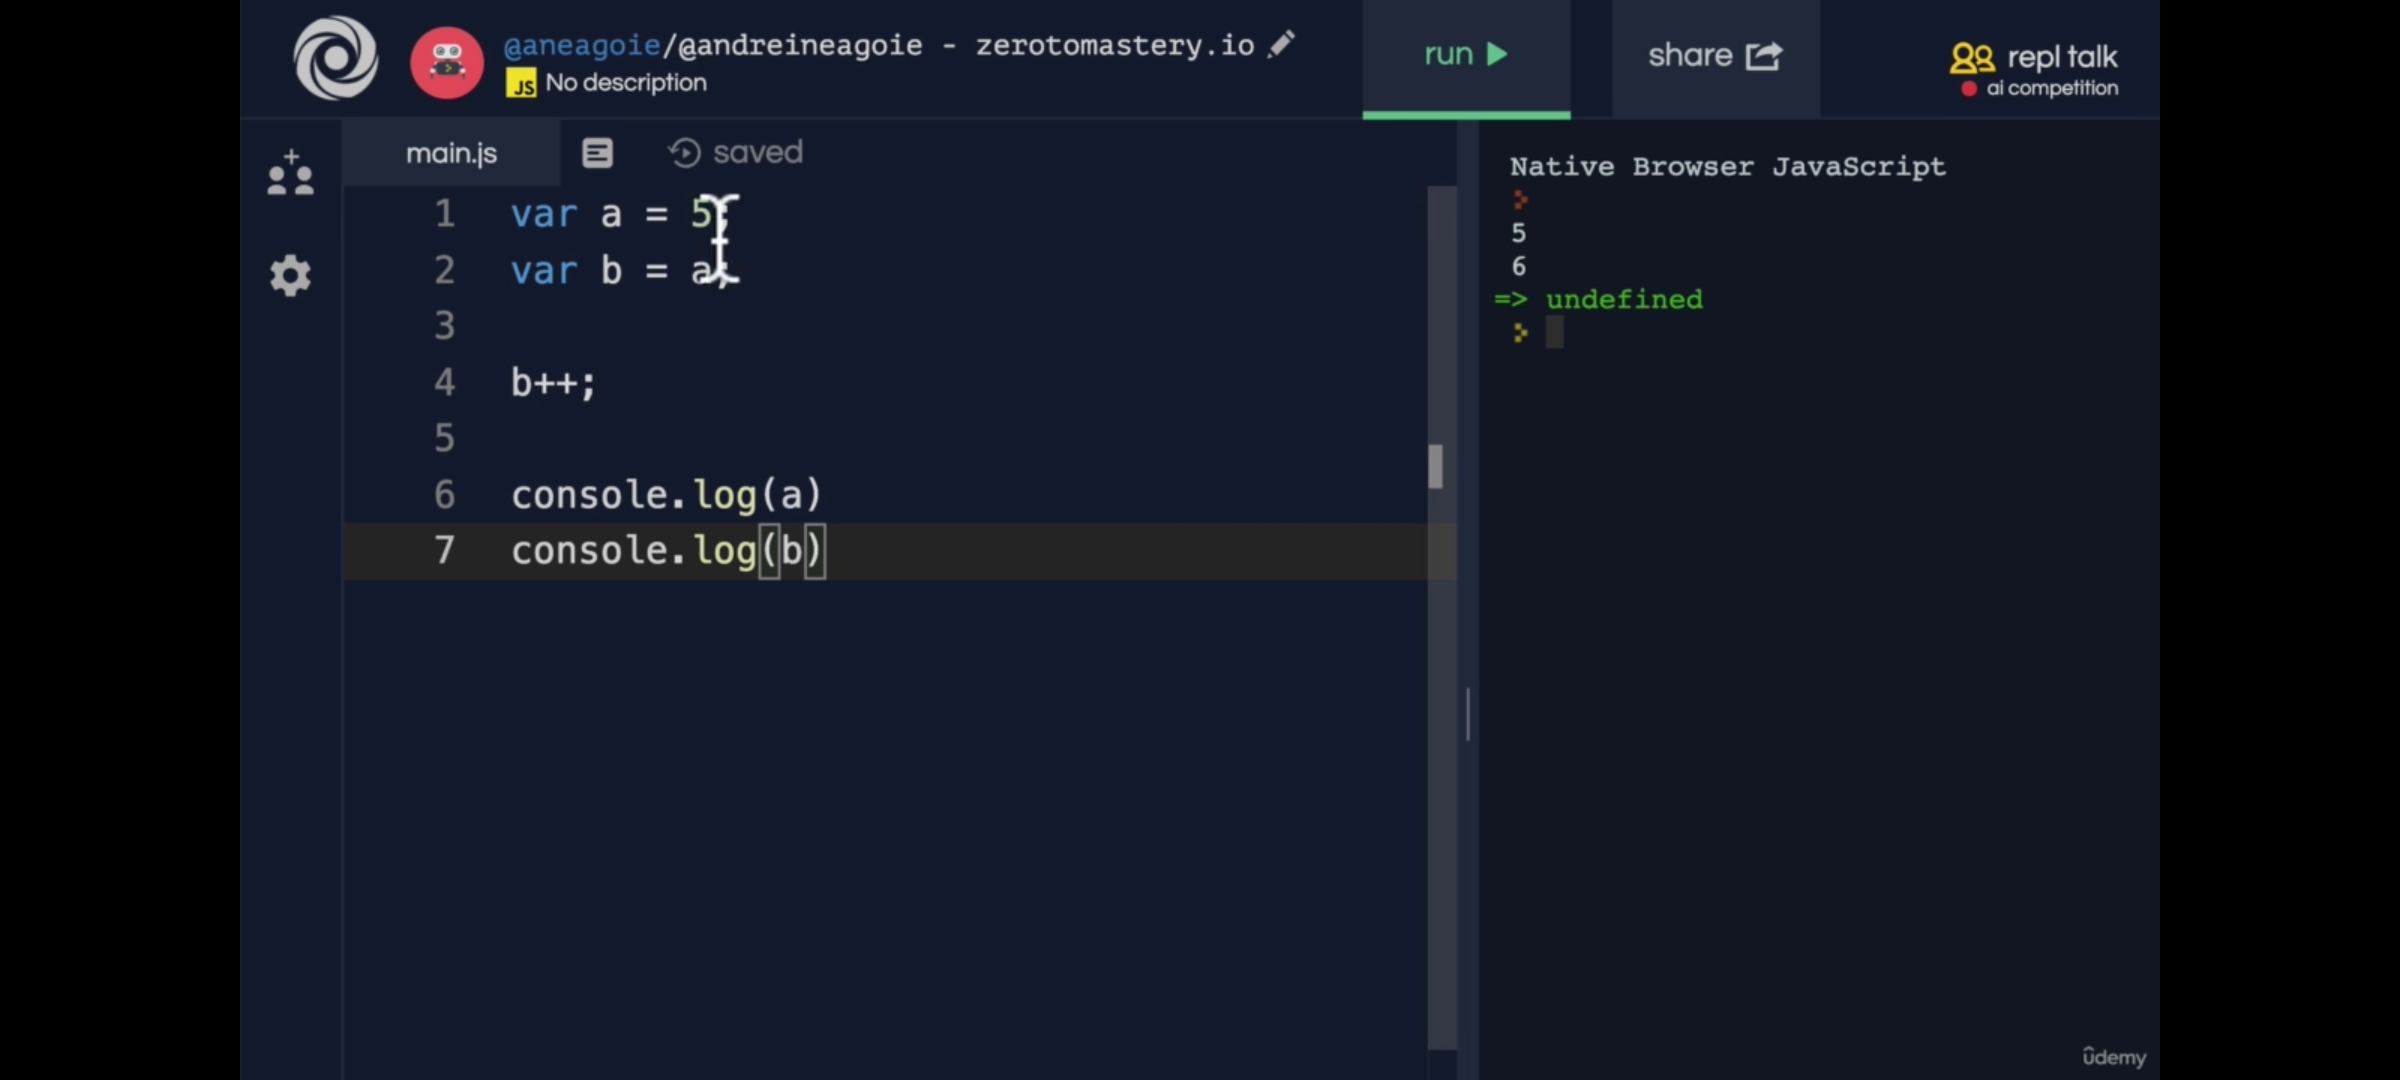 @aneagoie/@andreineagoie - zerotomastery.io
JS No description
run
share
repl talk
ai competition
main.js
saved
1 var a = 5;
2 var b = a;
3
4 b++;
5
6 console.log(a)
7 console.log(b)
Native Browser JavaScript
5
6
=> undefined
ûdemy